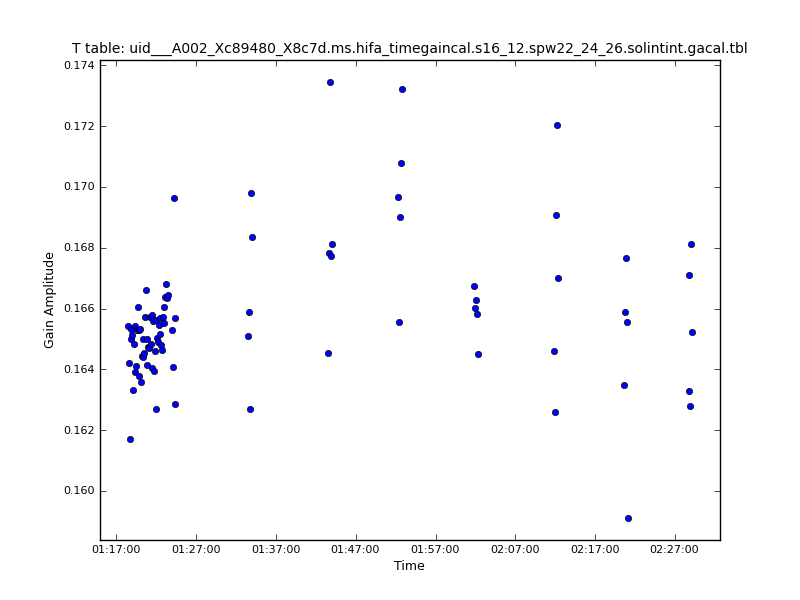 T table: uid___A002_Xc89480_X8c7d.ms.hifa_timegaincal.s16_12.spw22_24_26.solintint.gacal.tbl
0.174
0.172
0.170
0.168
0.166
0.164
0.162
0.160
Gain Amplitude
01:17:00 01:27:00 01:37:00 01:47:00 01:57:00 02:07:00 02:17:00 02:27:00
Time